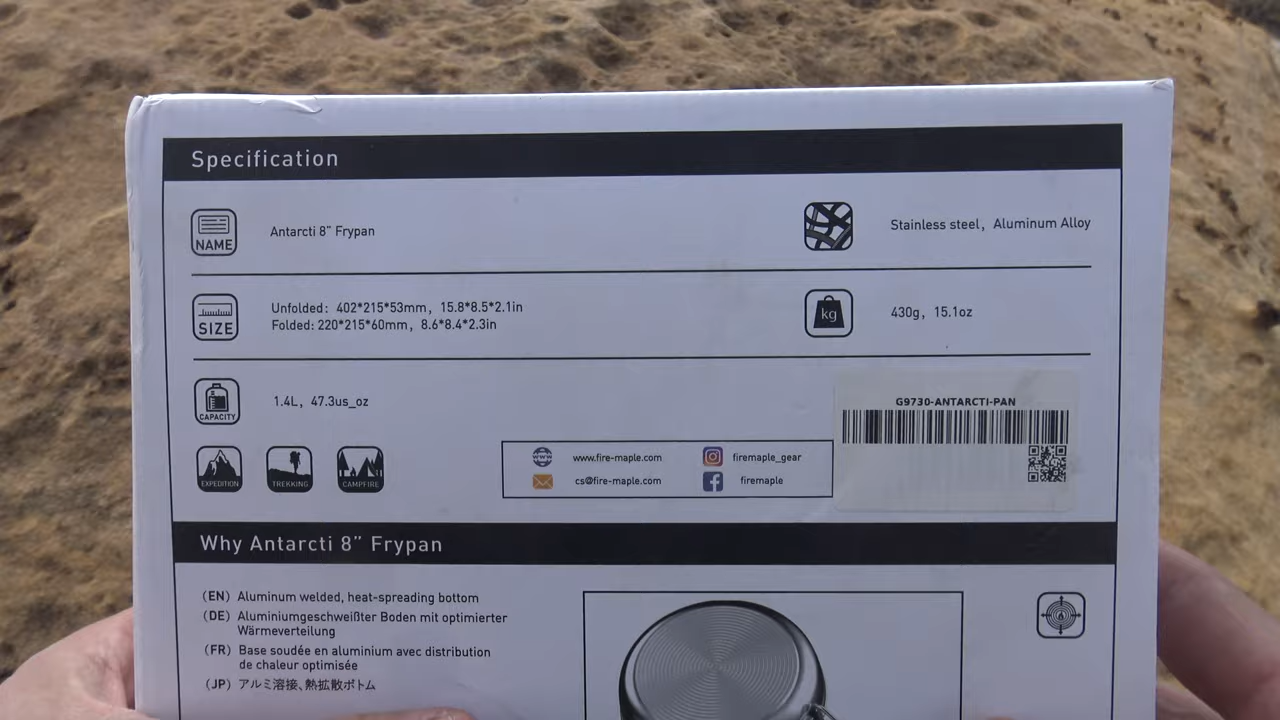 Specification
NAME
Antarcti 8” Frypan
Stainless steel, Aluminum Alloy
SIZE
Unfolded: 402*215*53mm, 15.8*8.5*2.1in
Folded: 220*215*60mm, 8.6*8.4*2.3in
kg
430g, 15.1oz
CAPACITY
1.4L, 47.3us_oz
G9730-ANTARCTI-PAN
EXPEDITION
TREKKING
CAMPFIRE
www
www.fire-maple.com
firemaple_gear
cs@fire-maple.com
f
firemaple
Why Antarcti 8” Frypan
(EN) Aluminum welded, heat-spreading bottom
(DE) Aluminiumgeschweißter Boden mit optimierter
Wärmeverteilung
(FR) Base soudée en aluminium avec distribution
de chaleur optimisée
(JP) アルミ溶接、熱拡散ボトム